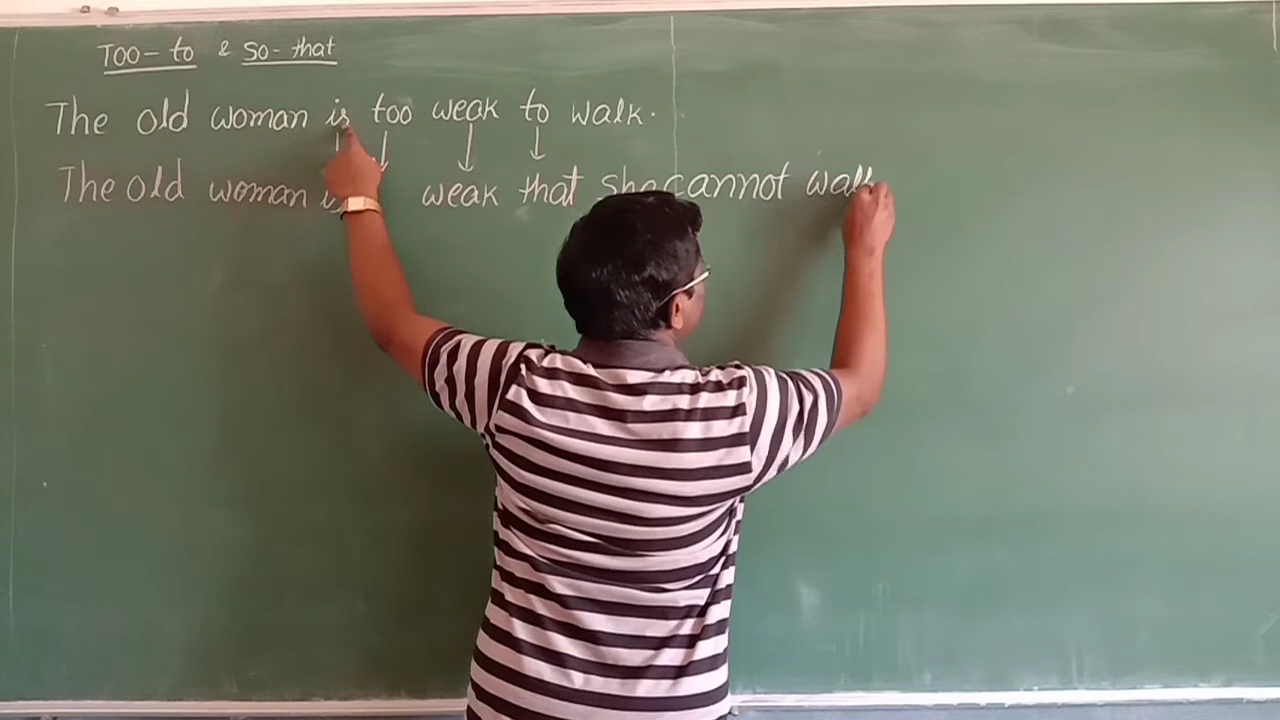 Too - to & So - that
The old woman is too weak to walk.
The old woman weak that she cannot walk